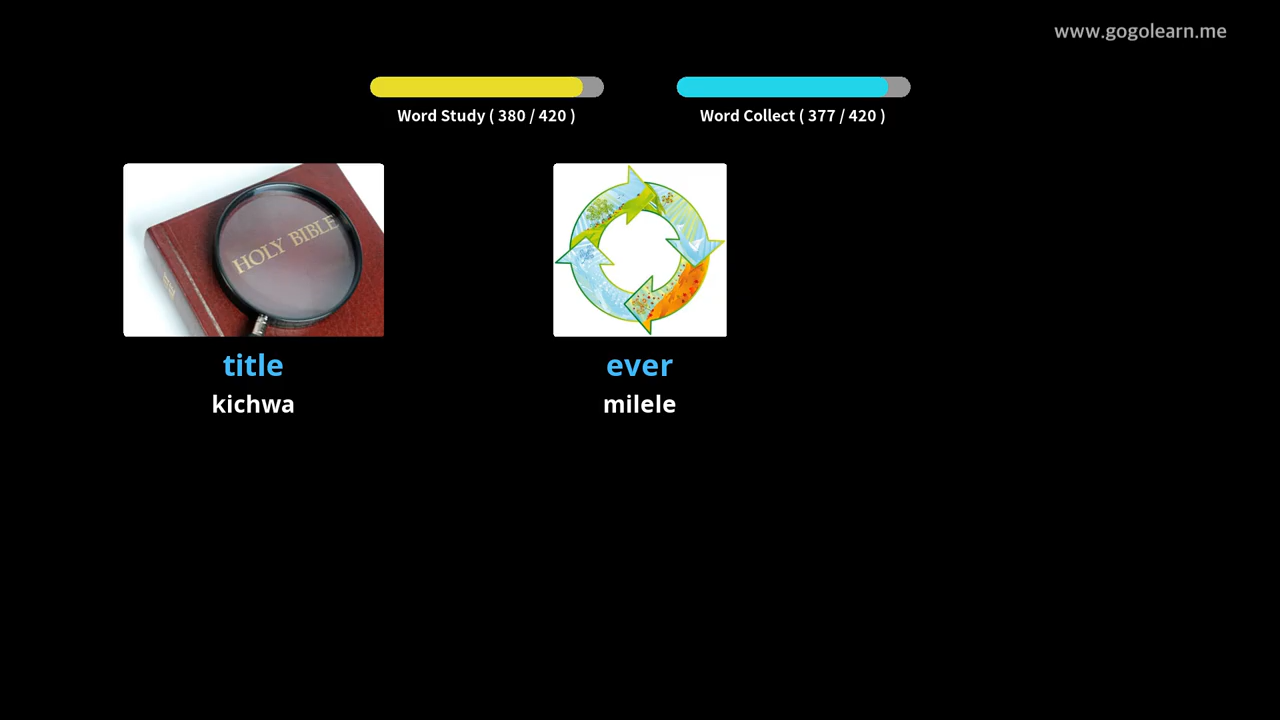 www.gogolearn.me
Word Study ( 380 / 420 )
Word Collect ( 377 / 420 )
HOLY BIBLE
title
ever
kichwa
milele